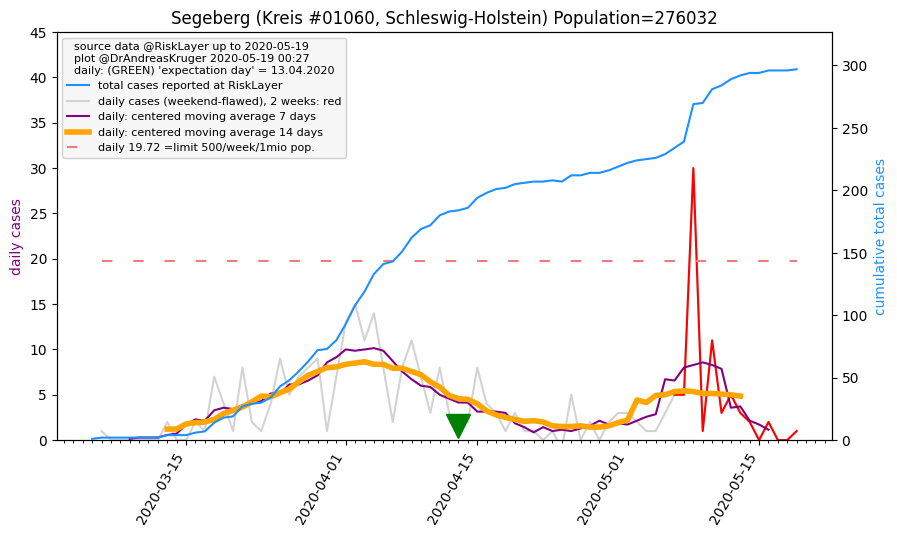 Segeberg (Kreis #01060, Schleswig-Holstein) Population=276032
source data @RiskLayer up to 2020-05-19
plot @DrAndreasKruger 2020-05-19 00:27
daily: (GREEN) 'expectation day' = 13.04.2020
total cases reported at RiskLayer
daily cases (weekend-flawed), 2 weeks: red
daily: centered moving average 7 days
daily: centered moving average 14 days
daily 19.72 =limit 500/week/1mio pop.
daily cases
45
40
35
30
25
20
15
10
5
0
cumulative total cases
300
250
200
150
100
50
0
2020-03-15
2020-04-01
2020-04-15
2020-05-01
2020-05-15